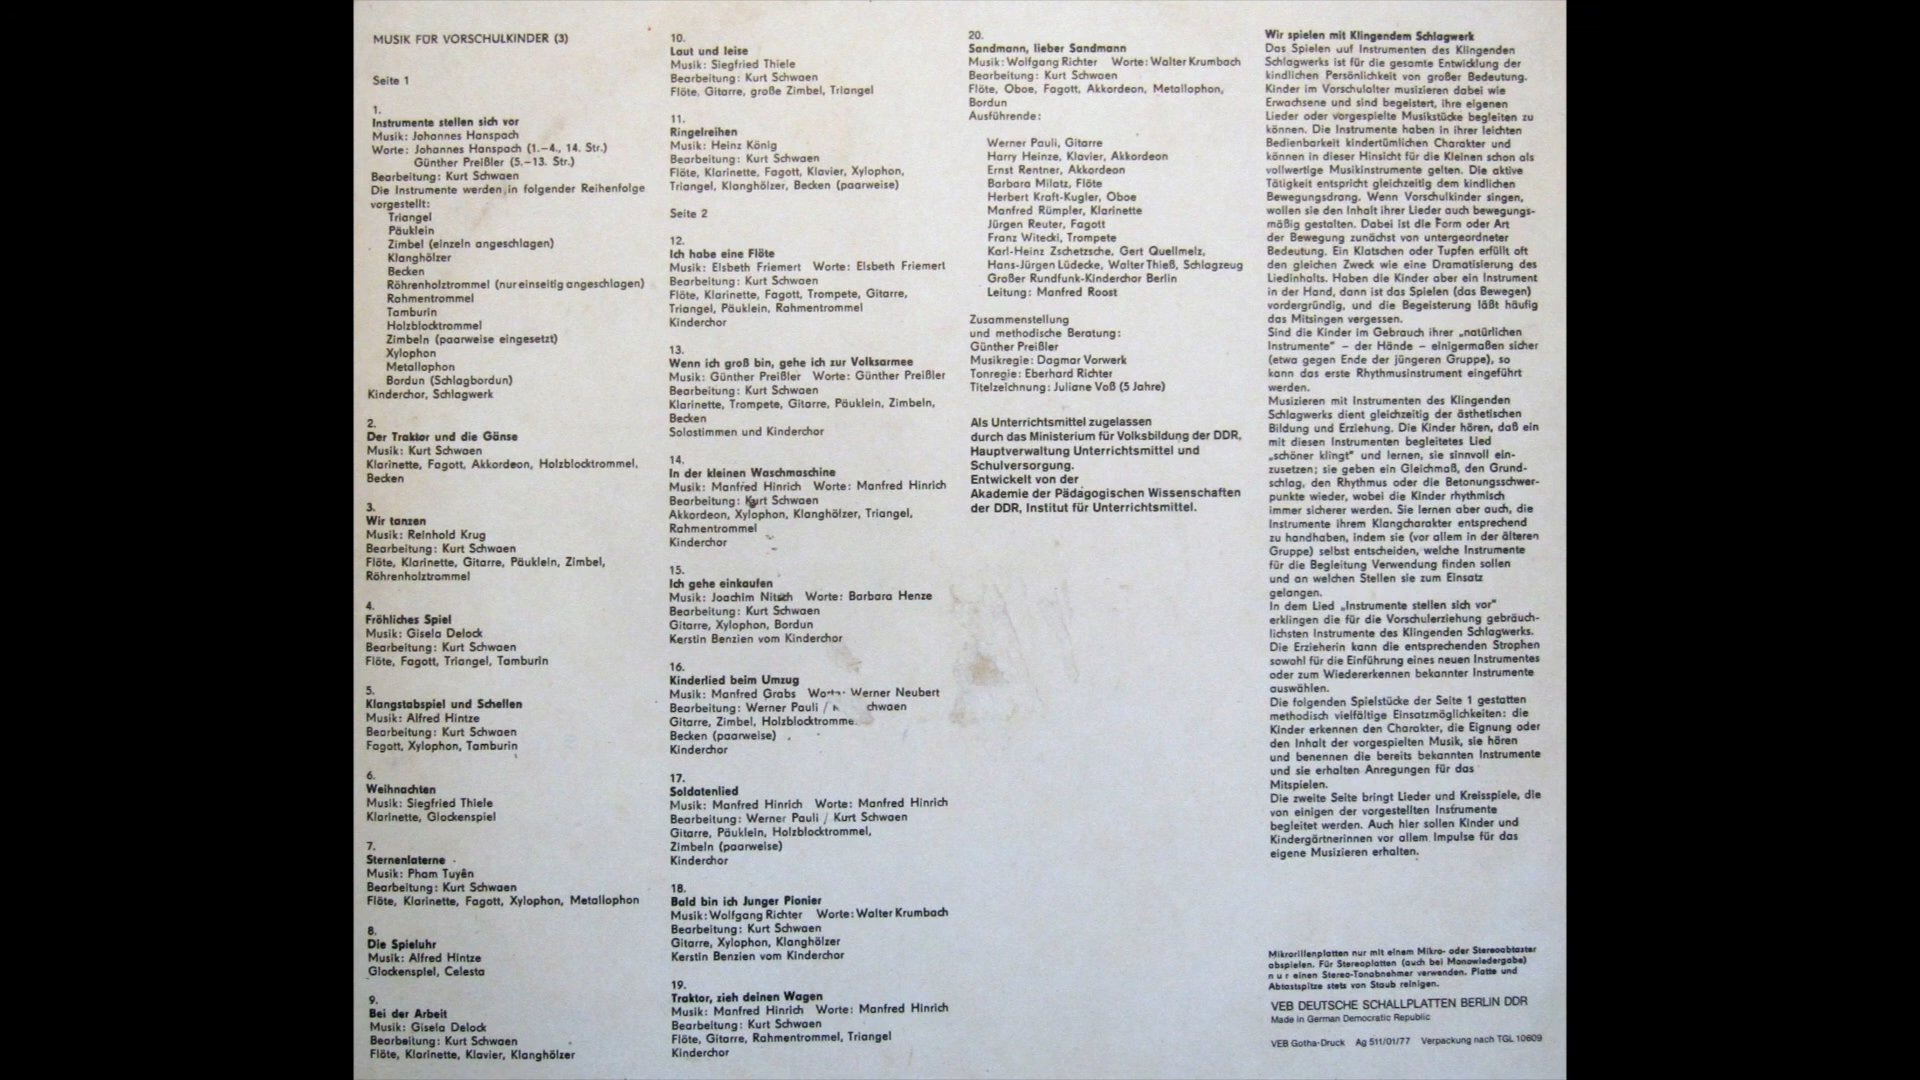 MUSIK FÜR VORSCHULKINDER (3)
Seite 1
1.
Instrumente stellen sich vor
Musik: Johannes Hanspach
Worte: Johannes Hanspach (1.–4., 14. Str.)
Günther Preißler (5.–13. Str.)
Bearbeitung: Kurt Schwaen
Die Instrumente werden in folgender Reihenfolge
vorgestellt:
Triangel
Päuklein
Zimbel (einzeln angeschlagen)
Klanghölzer
Becken
Röhrenholztrommel (nur einseitig angeschlagen)
Rahmentrommel
Tamburin
Holzblocktrommel
Zimbeln (paarweise eingesetzt)
Xylophon
Metallophon
Bordun (Schlagbordun)
Kinderchor, Schlagwerk
2.
Der Traktor und die Gänse
Musik: Kurt Schwaen
Klarinette, Fagott, Akkordeon, Holzblocktrommel,
Becken
3.
Wir tanzen
Musik: Reinhold Krug
Bearbeitung: Kurt Schwaen
Flöte, Klarinette, Gitarre, Päuklein, Zimbel,
Röhrenholztrommel
4.
Fröhliches Spiel
Musik: Gisela Delock
Bearbeitung: Kurt Schwaen
Flöte, Fagott, Triangel, Tamburin
5.
Klangstabspiel und Schellen
Musik: Alfred Hintze
Bearbeitung: Kurt Schwaen
Fagott, Xylophon, Tamburin
6.
Weihnachten
Musik: Siegfried Thiele
Klarinette, Glockenspiel
7.
Sternenlaterne
Musik: Pham Tuyên
Bearbeitung: Kurt Schwaen
Flöte, Klarinette, Fagott, Xylophon, Metallophon
8.
Die Spieluhr
Musik: Alfred Hintze
Glockenspiel, Celesta
9.
Bei der Arbeit
Musik: Gisela Delock
Bearbeitung: Kurt Schwaen
Flöte, Klarinette, Klavier, Klanghölzer
10.
Laut und leise
Musik: Siegfried Thiele
Bearbeitung: Kurt Schwaen
Flöte, Gitarre, große Zimbel, Triangel
11.
Ringelreihen
Musik: Heinz König
Bearbeitung: Kurt Schwaen
Flöte, Klarinette, Fagott, Klavier, Xylophon,
Triangel, Klanghölzer, Becken (paarweise)
Seite 2
12.
Ich habe eine Flöte
Musik: Elsbeth Friemert Worte: Elsbeth Friemert
Bearbeitung: Kurt Schwaen
Flöte, Klarinette, Fagott, Trompete, Gitarre,
Triangel, Päuklein, Rahmentrommel
Kinderchor
13.
Wenn ich groß bin, gehe ich zur Volksarmee
Musik: Günther Preißler Worte: Günther Preißler
Bearbeitung: Kurt Schwaen
Klarinette, Trompete, Gitarre, Päuklein, Zimbeln,
Becken
Solostimmen und Kinderchor
14.
In der kleinen Waschmaschine
Musik: Manfred Hinrich Worte: Manfred Hinrich
Bearbeitung: Kurt Schwaen
Akkordeon, Xylophon, Klanghölzer, Triangel,
Rahmentrommel
Kinderchor
15.
Ich gehe einkaufen
Musik: Joachim Nitsch Worte: Barbara Henze
Bearbeitung: Kurt Schwaen
Gitarre, Xylophon, Bordun
Kerstin Benzien vom Kinderchor
16.
Kinderlied beim Umzug
Musik: Manfred Grabs Worte: Werner Neubert
Bearbeitung: Werner Pauli / chwaen
Gitarre, Zimbel, Holzblocktromme
Becken (paarweise)
Kinderchor
17.
Soldatenlied
Musik: Manfred Hinrich Worte: Manfred Hinrich
Bearbeitung: Werner Pauli / Kurt Schwaen
Gitarre, Päuklein, Holzblocktrommel,
Zimbeln (paarweise)
Kinderchor
18.
Bald bin ich Junger Pionier
Musik: Wolfgang Richter Worte: Walter Krumbach
Bearbeitung: Kurt Schwaen
Gitarre, Xylophon, Klanghölzer
Kerstin Benzien vom Kinderchor
19.
Traktor, zieh deinen Wagen
Musik: Manfred Hinrich Worte: Manfred Hinrich
Bearbeitung: Kurt Schwaen
Flöte, Gitarre, Rahmentrommel, Triangel
Kinderchor
20.
Sandmann, lieber Sandmann
Musik: Wolfgang Richter Worte: Walter Krumbach
Bearbeitung: Kurt Schwaen
Flöte, Oboe, Fagott, Akkordeon, Metallophon,
Bordun
Ausführende:
Werner Pauli, Gitarre
Harry Heinze, Klavier, Akkordeon
Ernst Rentner, Akkordeon
Barbara Milatz, Flöte
Herbert Kraft-Kugler, Oboe
Manfred Rümpler, Klarinette
Jürgen Reuter, Fagott
Franz Witecki, Trompete
Karl-Heinz Zschetzsche, Gert Quellmelz,
Hans-Jürgen Lüdecke, Walter Thieß, Schlagzeug
Großer Rundfunk-Kinderchor Berlin
Leitung: Manfred Roost
Zusammenstellung
und methodische Beratung:
Günther Preißler
Musikregie: Dagmar Vorwerk
Tonregie: Eberhard Richter
Titelzeichnung: Juliane Voß (5 Jahre)
Als Unterrichtsmittel zugelassen
durch das Ministerium für Volksbildung der DDR,
Hauptverwaltung Unterrichtsmittel und
Schulversorgung.
Entwickelt von der
Akademie der Pädagogischen Wissenschaften
der DDR, Institut für Unterrichtsmittel.
Wir spielen mit Klingendem Schlagwerk
Das Spielen auf Instrumenten des Klingenden
Schlagwerks ist für die gesamte Entwicklung der
kindlichen Persönlichkeit von großer Bedeutung.
Kinder im Vorschulalter musizieren dabei wie
Erwachsene und sind begeistert, ihre eigenen
Lieder oder vorgespielte Musikstücke begleiten zu
können. Die Instrumente haben in ihrer leichten
Bedienbarkeit kindertümlichen Charakter und
können in dieser Hinsicht für die Kleinen schon als
vollwertige Musikinstrumente gelten. Die aktive
Tätigkeit entspricht gleichzeitig dem kindlichen
Bewegungsdrang. Wenn Vorschulkinder singen,
wollen sie den Inhalt ihrer Lieder auch bewegungs-
mäßig gestalten. Dabei ist die Form oder Art
der Bewegung zunächst von untergeordneter
Bedeutung. Ein Klatschen oder Tupfen erfüllt oft
den gleichen Zweck wie eine Dramatisierung des
Liedinhalts. Haben die Kinder aber ein Instrument
in der Hand, dann ist das Spielen (das Bewegen)
vordergründig, und die Begeisterung läßt häufig
das Mitsingen vergessen.
Sind die Kinder im Gebrauch ihrer „natürlichen
Instrumente“ – der Hände – einigermaßen sicher
(etwa gegen Ende der jüngeren Gruppe), so
kann das erste Rhythmusinstrument eingeführt
werden.
Musizieren mit Instrumenten des Klingenden
Schlagwerks dient gleichzeitig der ästhetischen
Bildung und Erziehung. Die Kinder hören, daß ein
mit diesen Instrumenten begleitetes Lied
„schöner klingt“ und lernen, sie sinnvoll ein-
zusetzen; sie geben ein Gleichmaß, den Grund-
schlag, den Rhythmus oder die Betonungsschwer-
punkte wieder, wobei die Kinder rhythmisch
immer sicherer werden. Sie lernen aber auch, die
Instrumente ihrem Klangcharakter entsprechend
zu handhaben, indem sie (vor allem in der älteren
Gruppe) selbst entscheiden, welche Instrumente
für die Begleitung Verwendung finden sollen
und an welchen Stellen sie zum Einsatz
gelangen.
In dem Lied „Instrumente stellen sich vor“
erklingen die für die Vorschulerziehung gebräuch-
lichsten Instrumente des Klingenden Schlagwerks.
Die Erzieherin kann die entsprechenden Strophen
sowohl für die Einführung eines neuen Instrumentes
oder zum Wiedererkennen bekannter Instrumente
auswählen.
Die folgenden Spielstücke der Seite 1 gestatten
methodisch vielfältige Einsatzmöglichkeiten: die
Kinder erkennen den Charakter, die Eignung oder
den Inhalt der vorgespielten Musik, sie hören
und benennen die bereits bekannten Instrumente
und sie erhalten Anregungen für das
Mitspielen.
Die zweite Seite bringt Lieder und Kreisspiele, die
von einigen der vorgestellten Instrumente
begleitet werden. Auch hier sollen Kinder und
Kindergärtnerinnen vor allem Impulse für das
eigene Musizieren erhalten.
Mikrorillenplatten nur mit einem Mikro- oder Stereoabtaster
abspielen. Für Stereoplatten (auch bei Monowiedergabe)
nur einen Stereo-Tonabnehmer verwenden. Platte und
Abtastspitze stets von Staub reinigen.
VEB DEUTSCHE SCHALLPLATTEN BERLIN DDR
Made in German Democratic Republic
VEB Gotha-Druck Ag 511/01/77 Verpackung nach TGL 10609